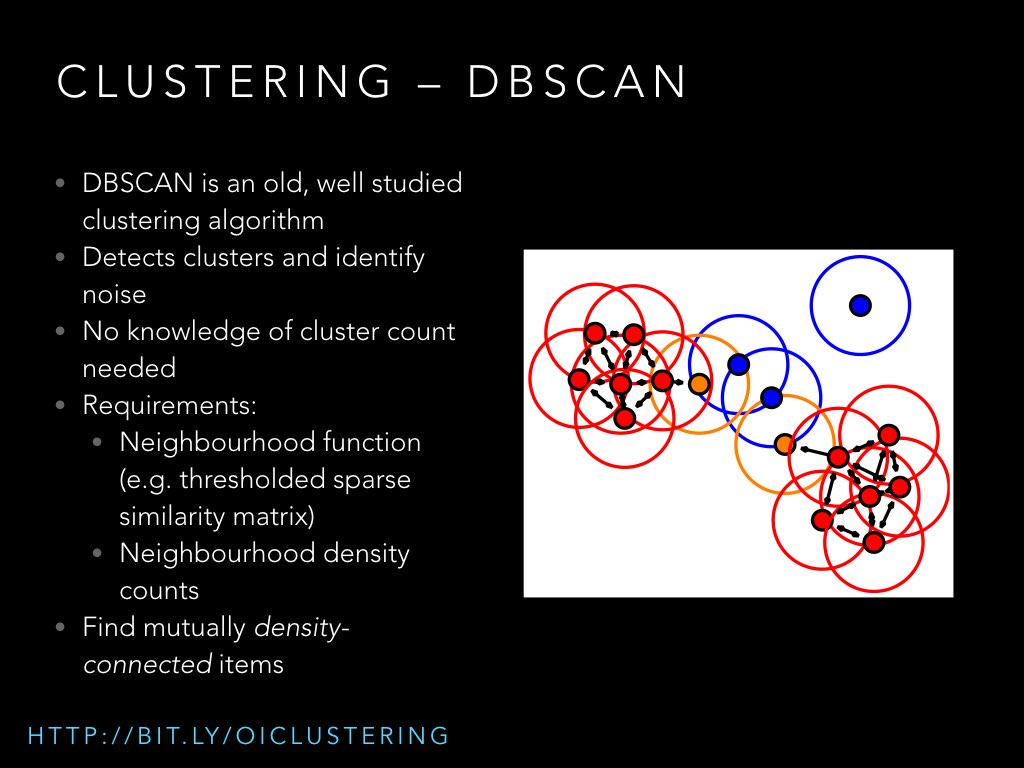 CLUSTERING – DBSCAN
• DBSCAN is an old, well studied
clustering algorithm
• Detects clusters and identify
noise
• No knowledge of cluster count
needed
• Requirements:
• Neighbourhood function
(e.g. thresholded sparse
similarity matrix)
• Neighbourhood density
counts
• Find mutually density-
connected items
HTTP://BIT.LY/OICLUSTERING